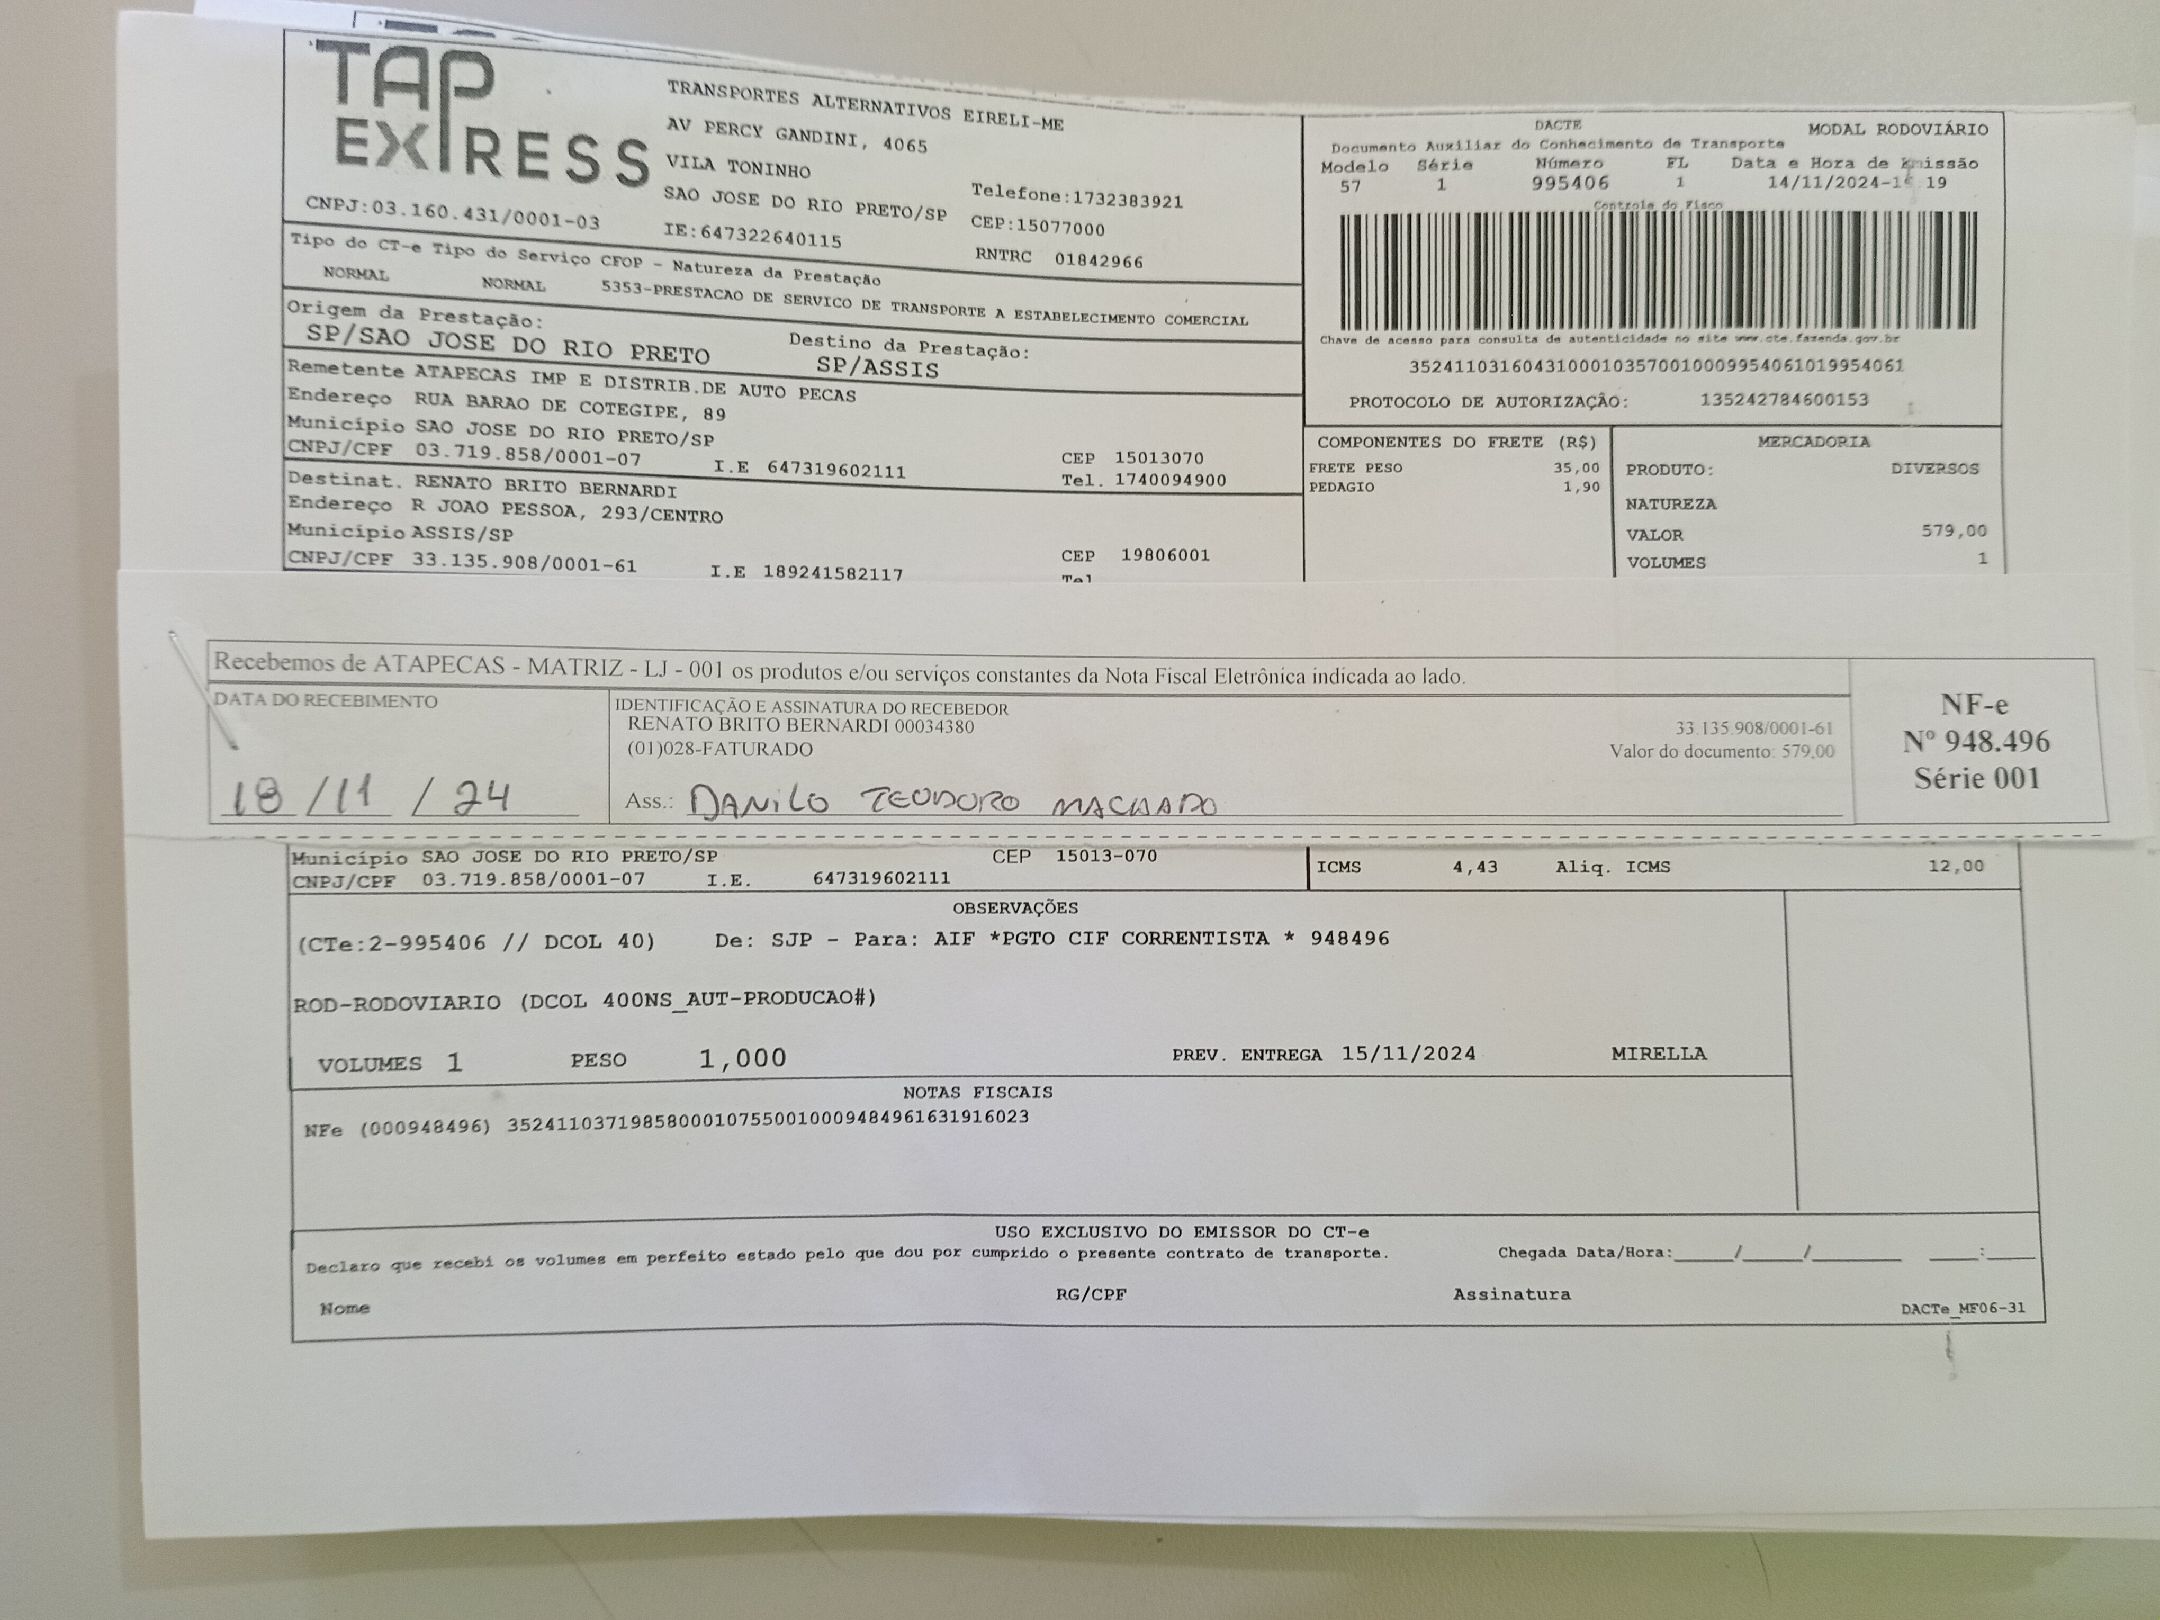 TAP EXPRESS
TRANSPORTES ALTERNATIVOS EIRELI-ME
AV PERCY GANDINI, 4065
VILA TONINHO
SAO JOSE DO RIO PRETO/SP
Telefone:1732383921
CNPJ:03.160.431/0001-03
IE:647322640115
CEP:15077000
RNTRC 01842966
Tipo do CT-e Tipo do Serviço CFOP - Natureza da Prestação
NORMAL NORMAL 5353-PRESTACAO DE SERVICO DE TRANSPORTE A ESTABELECIMENTO COMERCIAL
Origem da Prestação:
SP/SAO JOSE DO RIO PRETO
Destino da Prestação:
SP/ASSIS
Remetente ATAPECAS IMP E DISTRIB.DE AUTO PECAS
Endereço RUA BARAO DE COTEGIPE, 89
Município SAO JOSE DO RIO PRETO/SP
CEP 15013070
CNPJ/CPF 03.719.858/0001-07 I.E 647319602111
Tel. 1740094900
Destinat. RENATO BRITO BERNARDI
Endereço R JOAO PESSOA, 293/CENTRO
Município ASSIS/SP
CEP 19806001
CNPJ/CPF 33.135.908/0001-61 I.E 189241582117
Tel
DACTE
MODAL RODOVIÁRIO
Documento Auxiliar do Conhecimento de Transporte
Modelo Série Número FL Data e Hora de Emissão
57 1 995406 1 14/11/2024- 19
Controle do Fisco
Chave de acesso para consulta de autenticidade no site www.cte.fazenda.gov.br
35241103160431000103570010009954061019954061
PROTOCOLO DE AUTORIZAÇÃO: 135242784600153
COMPONENTES DO FRETE (R$)
FRETE PESO 35,00
PEDAGIO 1,90
MERCADORIA
PRODUTO: DIVERSOS
NATUREZA
VALOR 579,00
VOLUMES 1
Recebemos de ATAPECAS - MATRIZ - LJ - 001 os produtos e/ou serviços constantes da Nota Fiscal Eletrônica indicada ao lado.
DATA DO RECEBIMENTO
18/11/24
IDENTIFICAÇÃO E ASSINATURA DO RECEBEDOR
RENATO BRITO BERNARDI 00034380
33.135.908/0001-61
(01)028-FATURADO
Valor do documento: 579,00
Ass.: DANILO TEODORO MACHADO
NF-e
Nº 948.496
Série 001
Município SAO JOSE DO RIO PRETO/SP CEP 15013-070
CNPJ/CPF 03.719.858/0001-07 I.E. 647319602111
ICMS 4,43 Aliq. ICMS 12,00
OBSERVAÇÕES
(CTe:2-995406 // DCOL 40) De: SJP - Para: AIF *PGTO CIF CORRENTISTA * 948496
ROD-RODOVIARIO (DCOL 400NS_AUT-PRODUCAO#)
VOLUMES 1 PESO 1,000 PREV. ENTREGA 15/11/2024 MIRELLA
NOTAS FISCAIS
NFe (000948496) 35241103719858000107550010009484961631916023
USO EXCLUSIVO DO EMISSOR DO CT-e
Declaro que recebi os volumes em perfeito estado pelo que dou por cumprido o presente contrato de transporte.
Chegada Data/Hora:____/____/______ ___:___
Nome RG/CPF Assinatura
DACTe_MF06-31